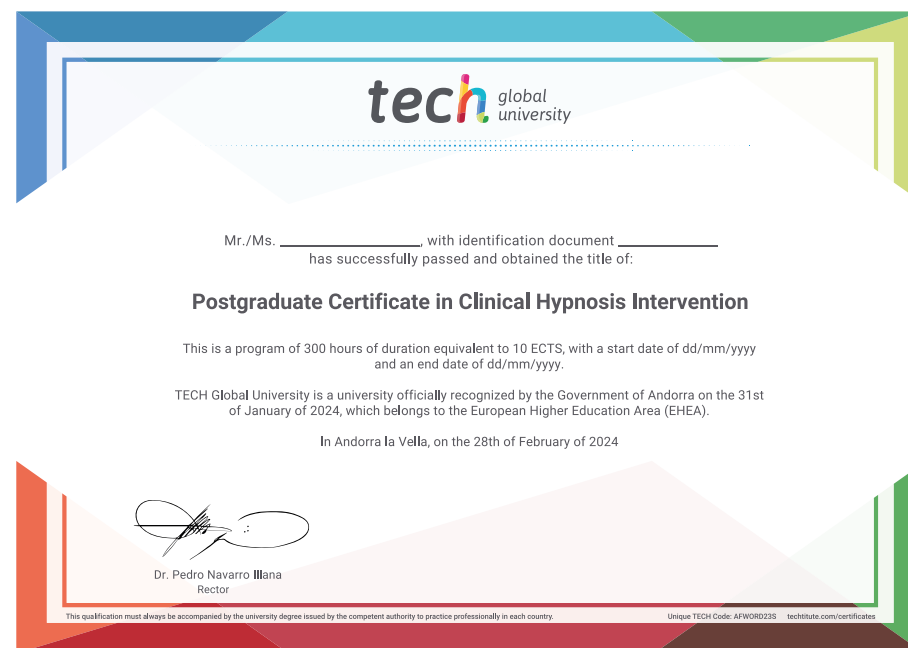 tech global university
Mr./Ms. ____________, with identification document ____________
has successfully passed and obtained the title of:
Postgraduate Certificate in Clinical Hypnosis Intervention
This is a program of 300 hours of duration equivalent to 10 ECTS, with a start date of dd/mm/yyyy
and an end date of dd/mm/yyyy.
TECH Global University is a university officially recognized by the Government of Andorra on the 31st
of January of 2024, which belongs to the European Higher Education Area (EHEA).
In Andorra la Vella, on the 28th of February of 2024
Dr. Pedro Navarro Illana
Rector
This qualification must always be accompanied by the university degree issued by the competent authority to practice professionally in each country.
Unique TECH Code: AFWORD23S techtitute.com/certificates